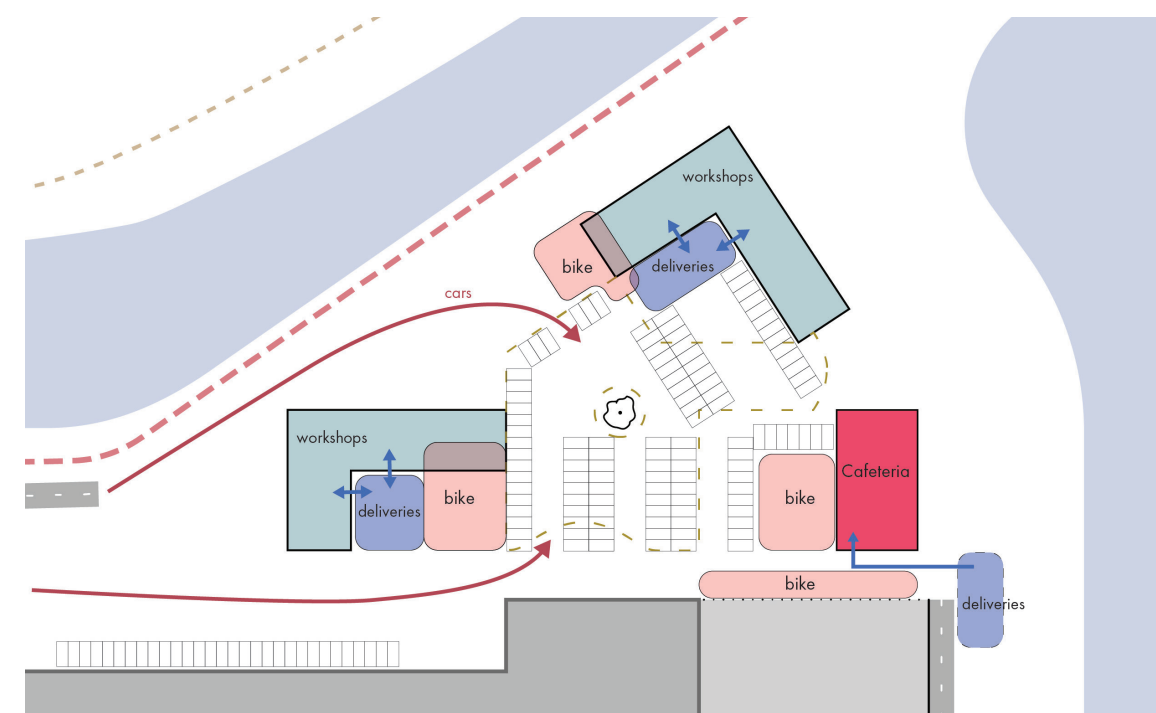 workshops
bike
deliveries
cars
workshops
deliveries
bike
Cafeteria
bike
bike
deliveries